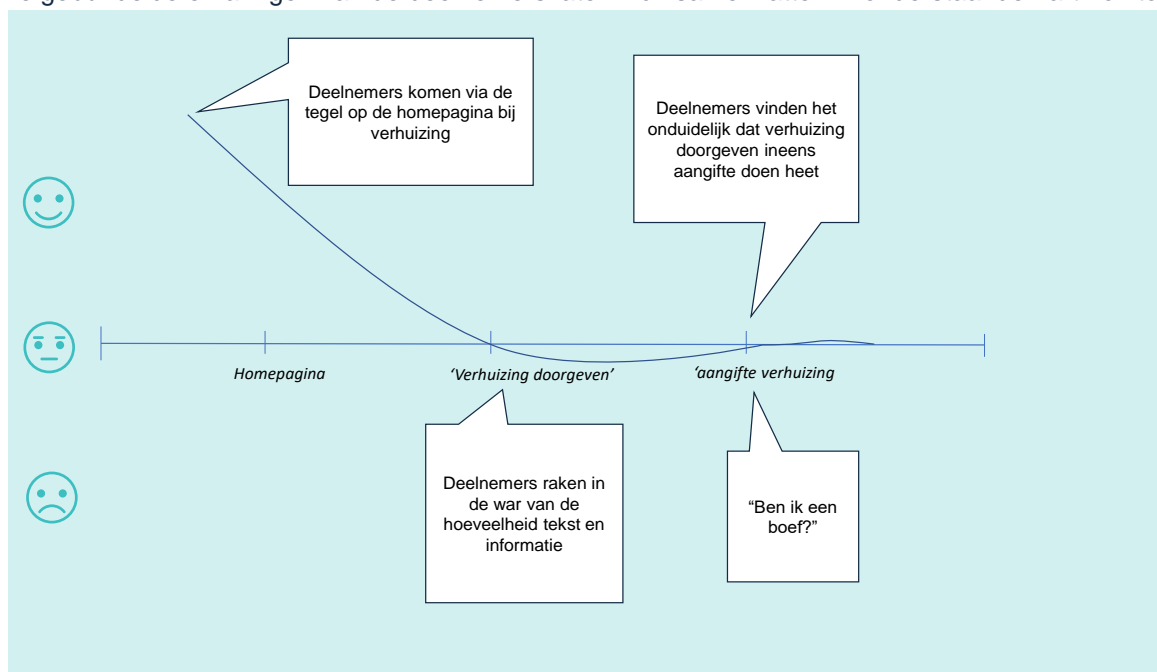 Deelnemers komen via de
tegel op de homepagina bij
verhuizing
Deelnemers vinden het
onduidelijk dat verhuizing
doorgeven ineens
aangifte doen heet
Homepagina
‘Verhuizing doorgeven’
‘aangifte verhuizing
Deelnemers raken in
de war van de
hoeveelheid tekst en
informatie
“Ben ik een
boef?”